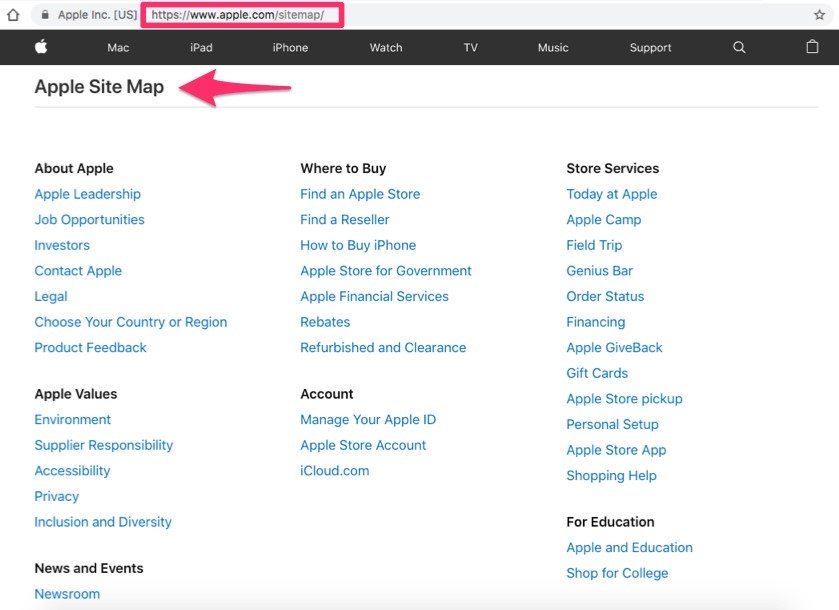 Apple Inc. [US]
https://www.apple.com/sitemap/
Mac
iPad
iPhone
Watch
TV
Music
Support
Apple Site Map
About Apple
Apple Leadership
Job Opportunities
Investors
Contact Apple
Legal
Choose Your Country or Region
Product Feedback
Apple Values
Environment
Supplier Responsibility
Accessibility
Privacy
Inclusion and Diversity
News and Events
Newsroom
Where to Buy
Find an Apple Store
Find a Reseller
How to Buy iPhone
Apple Store for Government
Apple Financial Services
Rebates
Refurbished and Clearance
Account
Manage Your Apple ID
Apple Store Account
iCloud.com
Store Services
Today at Apple
Apple Camp
Field Trip
Genius Bar
Order Status
Financing
Apple GiveBack
Gift Cards
Apple Store pickup
Personal Setup
Apple Store App
Shopping Help
For Education
Apple and Education
Shop for College